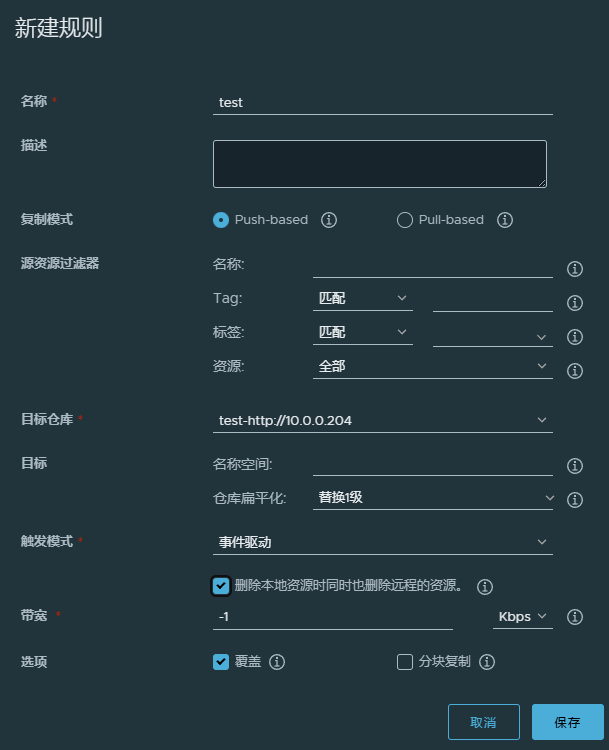 新建规则
名称 * test
描述
复制模式 Push-based Pull-based
源资源过滤器 名称:
Tag: 匹配
标签: 匹配
资源: 全部
目标仓库 * test-http://10.0.0.204
目标 名称空间:
仓库扁平化: 替换1级
触发模式 * 事件驱动
删除本地资源时同时也删除远程的资源。
带宽 * -1 Kbps
选项 覆盖 分块复制
取消 保存